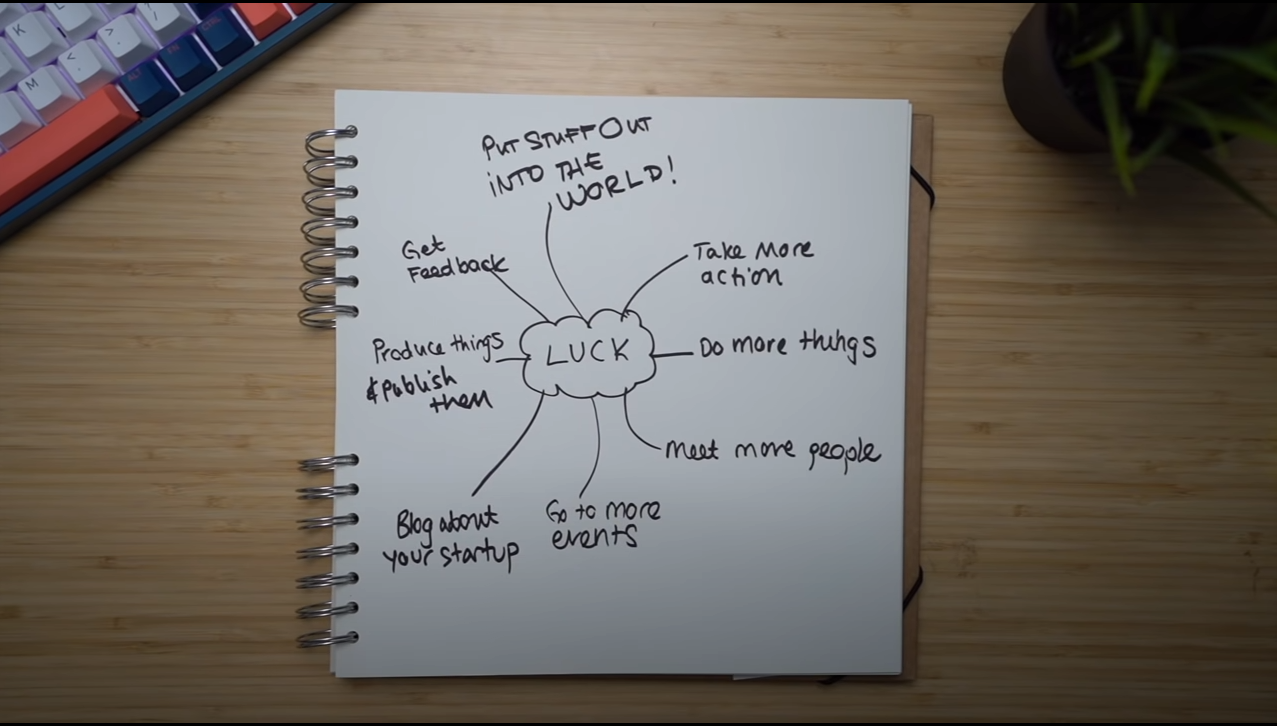 K
L
M
<
,
>
.
?
/
ALT
FN
CTRL
PUT STUFF OUT
INTO THE
WORLD!
Get
Feedback
Take More
action
Produce things
& publish
them
LUCK
Do more things
Meet more people
Blog about
your startup
Go to more
events